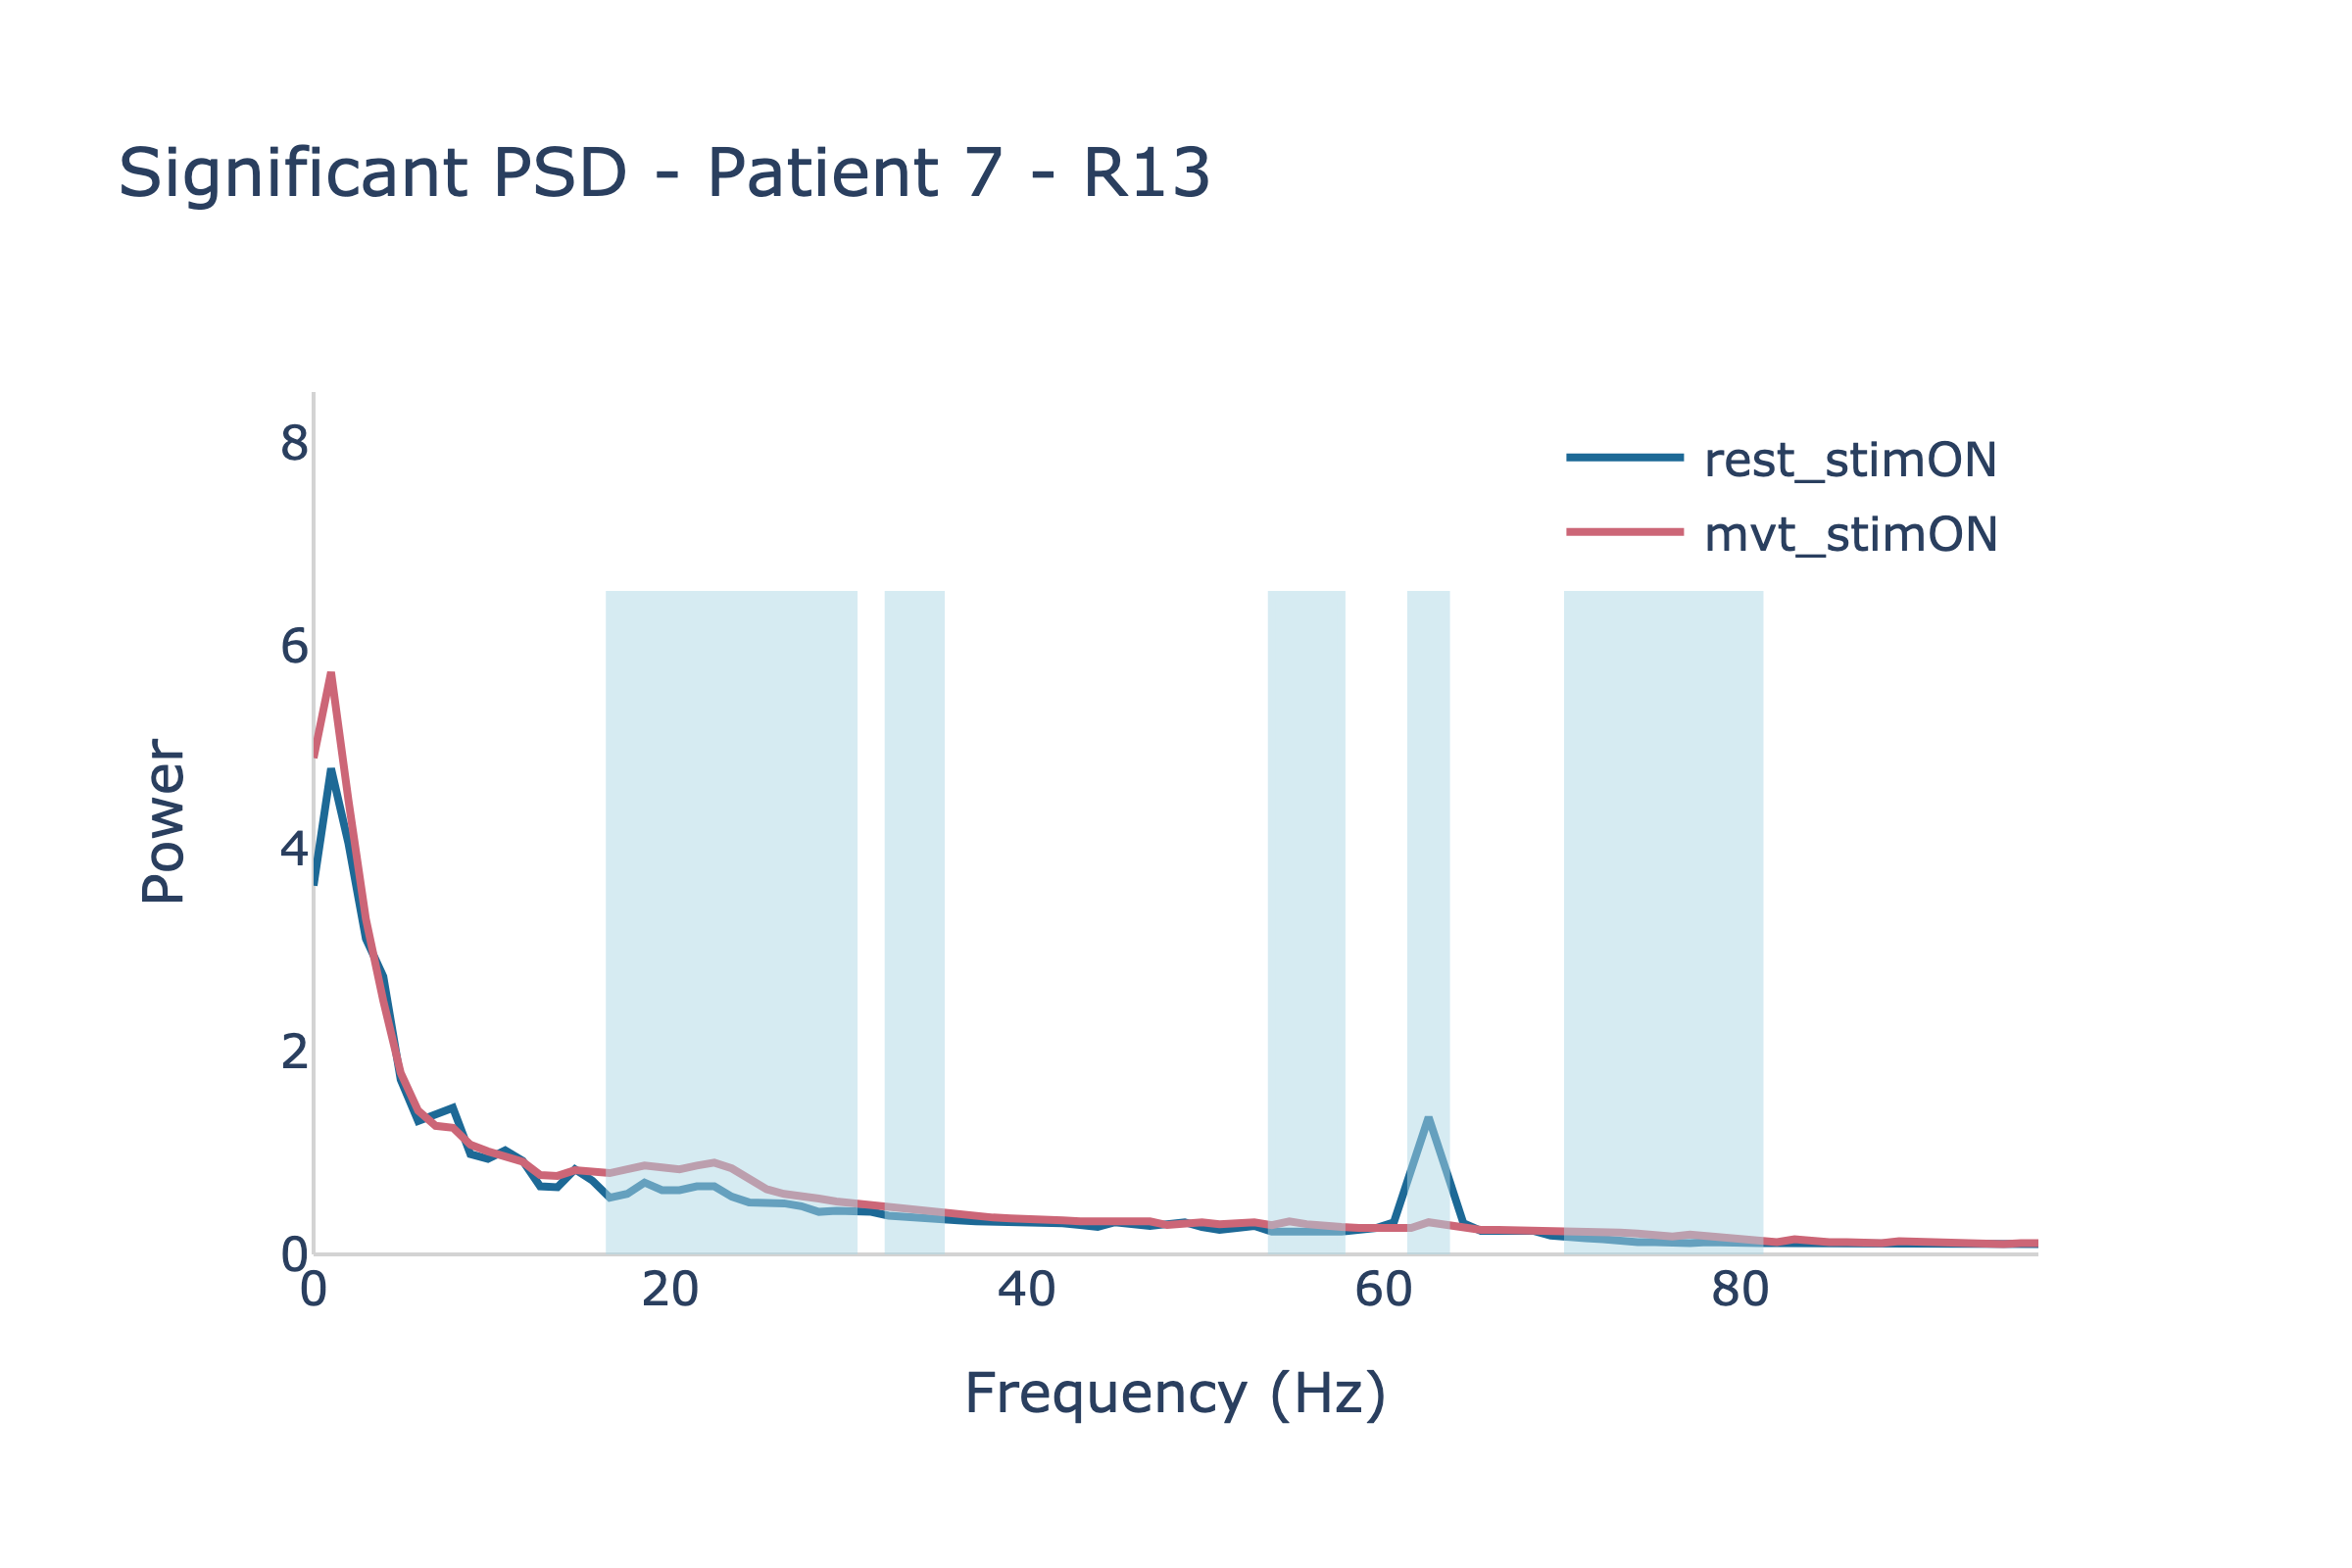 Significant PSD - Patient 7 - R13
rest_stimON
mvt_stimON
8
6
4
2
0
Power
0 20 40 60 80
Frequency (Hz)